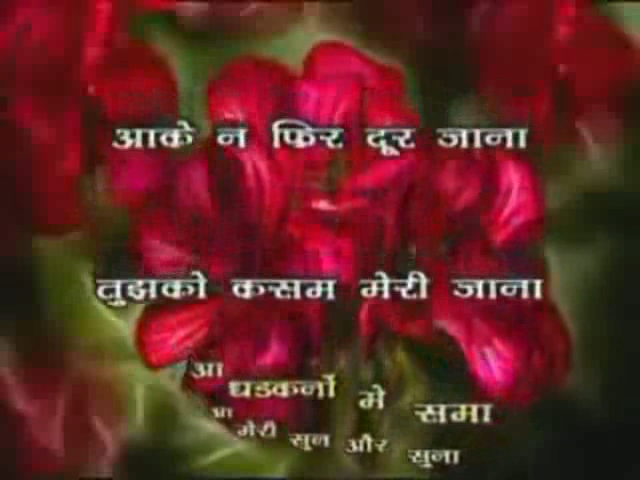 आके न फिर दूर जाना
तुझको कसम मेरी जाना
आ धडकनों मे समा
आ मेरी सुन और सुना